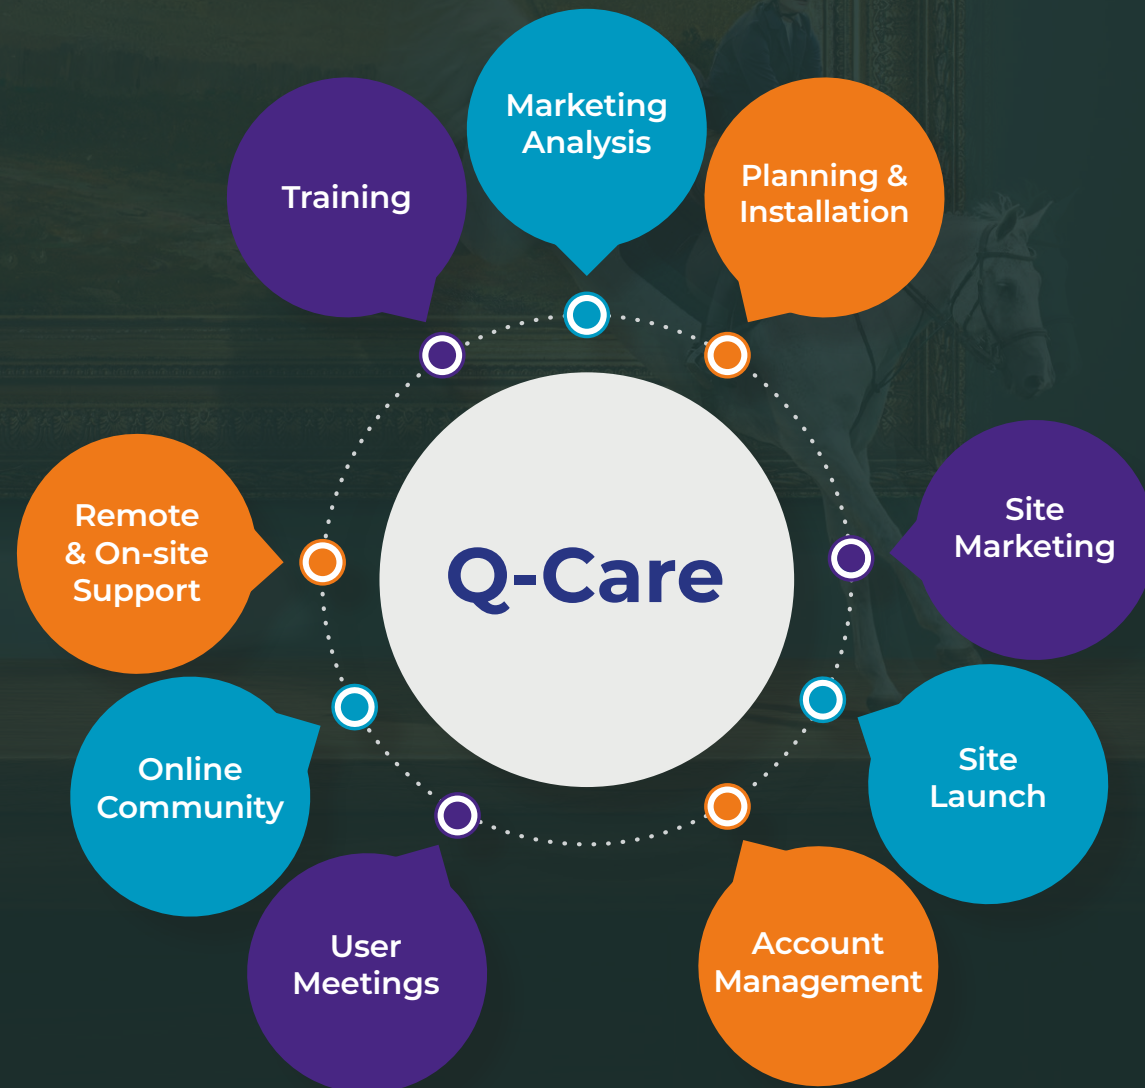 Marketing
Analysis
Planning &
Installation
Site
Marketing
Site
Launch
Account
Management
User
Meetings
Online
Community
Remote
& On-site
Support
Training
Q-Care